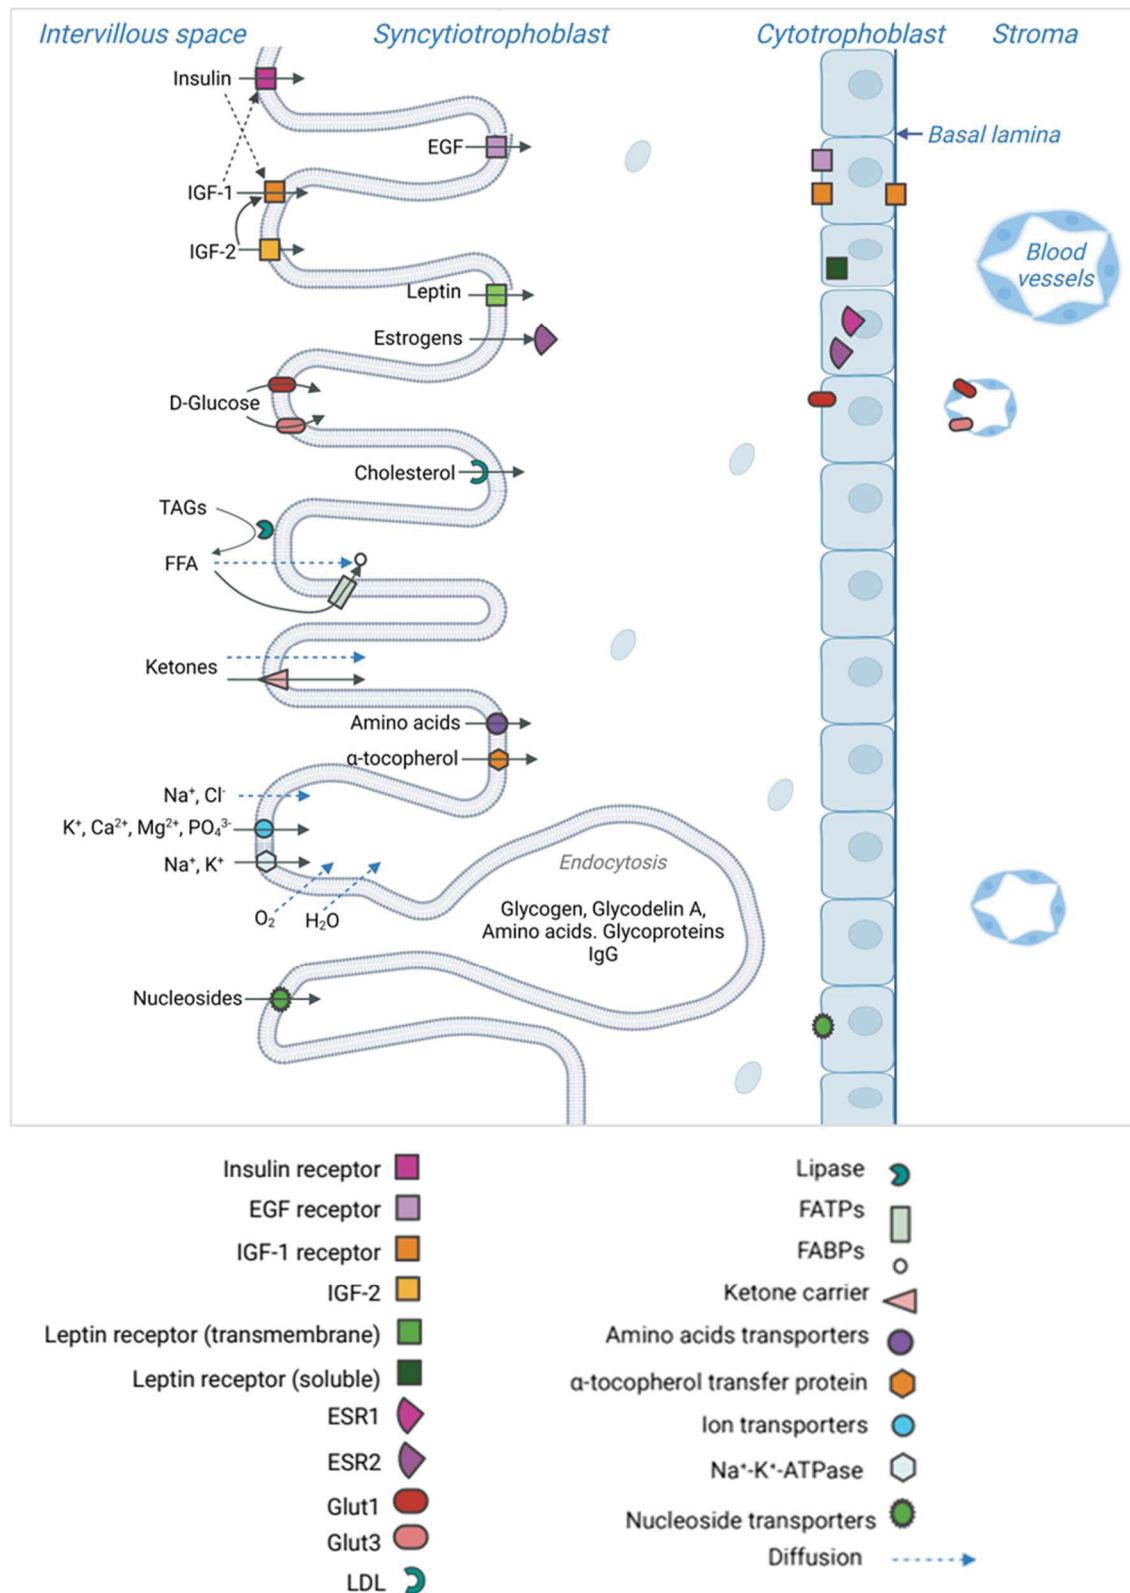 Intervillous space
Syncytiotrophoblast
Cytotrophoblast
Stroma
Insulin
EGF
Basal lamina
IGF-1
IGF-2
Blood
vessels
Leptin
Estrogens
D-Glucose
Cholesterol
TAGs
FFA
Ketones
Amino acids
α-tocopherol
Na⁺, Cl⁻
K⁺, Ca²⁺, Mg²⁺, PO₄³⁻
Na⁺, K⁺
O₂
H₂O
Endocytosis
Glycogen, Glycodelin A,
Amino acids. Glycoproteins
IgG
Nucleosides
Insulin receptor
EGF receptor
IGF-1 receptor
IGF-2
Leptin receptor (transmembrane)
Leptin receptor (soluble)
ESR1
ESR2
Glut1
Glut3
LDL
Lipase
FATPs
FABPs
Ketone carrier
Amino acids transporters
α-tocopherol transfer protein
Ion transporters
Na⁺-K⁺-ATPase
Nucleoside transporters
Diffusion